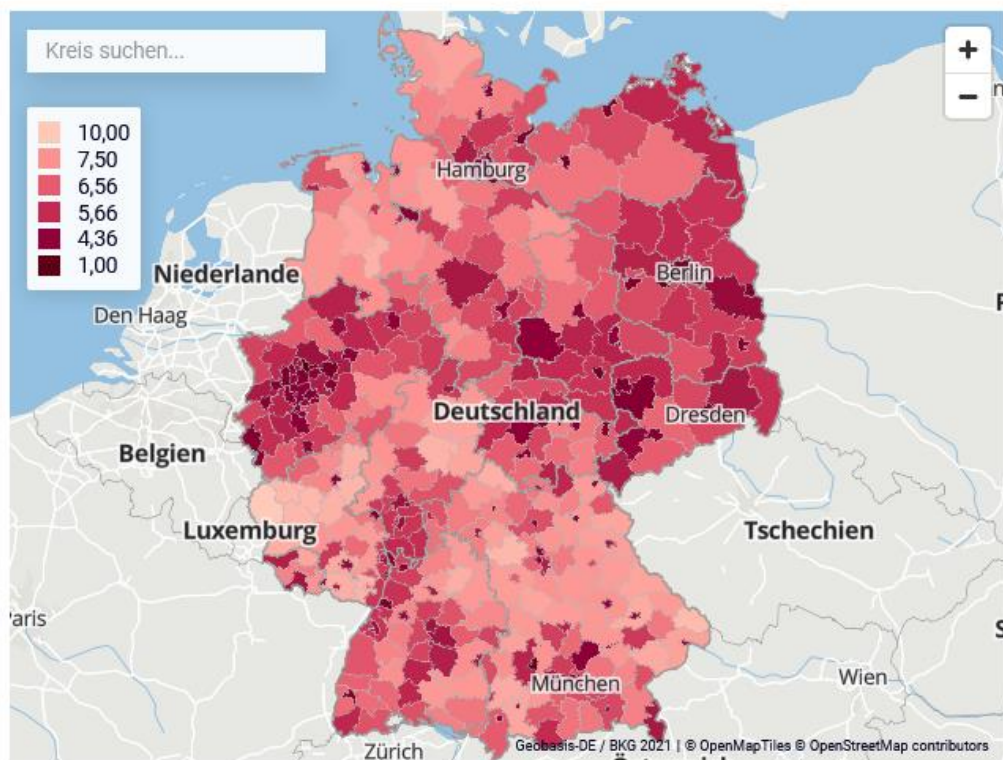 Kreis suchen...
+
−
10,00
7,50
6,56
5,66
4,36
1,00
Hamburg
Niederlande
Berlin
Den Haag
Deutschland
Dresden
Belgien
Luxemburg
Tschechien
Paris
Wien
München
Zürich
Geobasis-DE / BKG 2021 | © OpenMapTiles © OpenStreetMap contributors